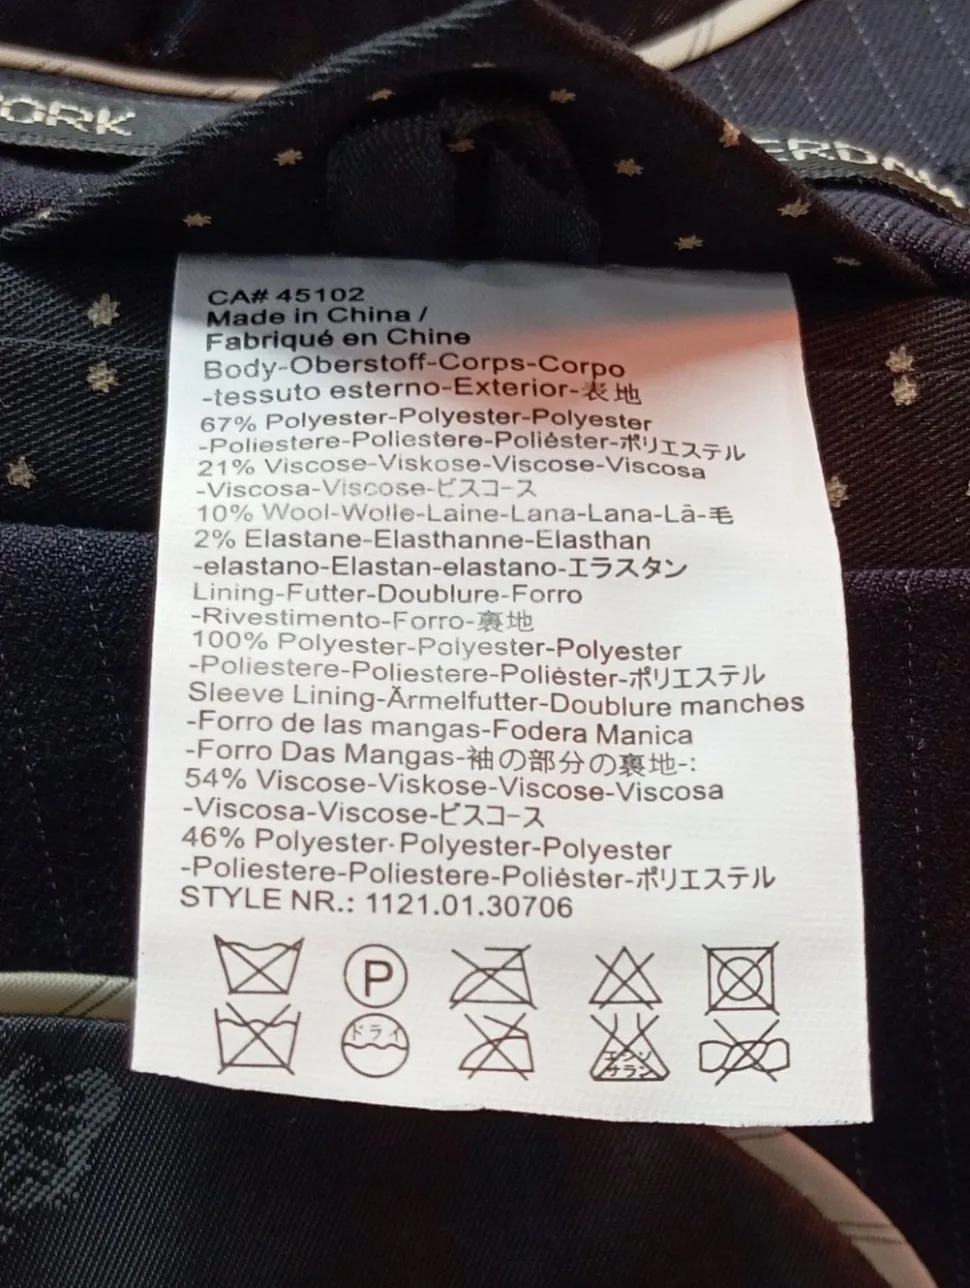 ORK
CA# 45102
Made in China /
Fabriqué en Chine
Body-Oberstoff-Corps-Corpo
-tessuto esterno-Exterior-表地
67% Polyester-Polyester-Polyester
-Poliestere-Poliestere-Poliéster-ポリエステル
21% Viscose-Viskose-Viscose-Viscosa
-Viscosa-Viscose-ビスコース
10% Wool-Wolle-Laine-Lana-Lana-Lã-毛
2% Elastane-Elasthanne-Elasthan
-elastano-Elastan-elastano-エラスタン
Lining-Futter-Doublure-Forro
-Rivestimento-Forro-裏地
100% Polyester-Polyester-Polyester
-Poliestere-Poliestere-Poliéster-ポリエステル
Sleeve Lining-Ärmelfutter-Doublure manches
-Forro de las mangas-Fodera Manica
-Forro Das Mangas-袖の部分の裏地-:
54% Viscose-Viskose-Viscose-Viscosa
-Viscosa-Viscose-ビスコース
46% Polyester-Polyester-Polyester
-Poliestere-Poliestere-Poliéster-ポリエステル
STYLE NR.: 1121.01.30706
P
ドライ
エンソ
サラシ